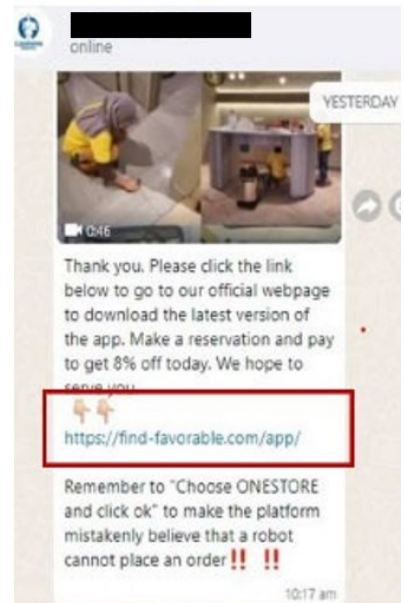 online
YESTERDAY
0:46
Thank you. Please click the link
below to go to our official webpage
to download the latest version of
the app. Make a reservation and pay
to get 8% off today. We hope to
serve you
👇🏻👇🏻
https://find-favorable.com/app/
Remember to "Choose ONESTORE
and click ok" to make the platform
mistakenly believe that a robot
cannot place an order‼️ ‼️
10:17 am